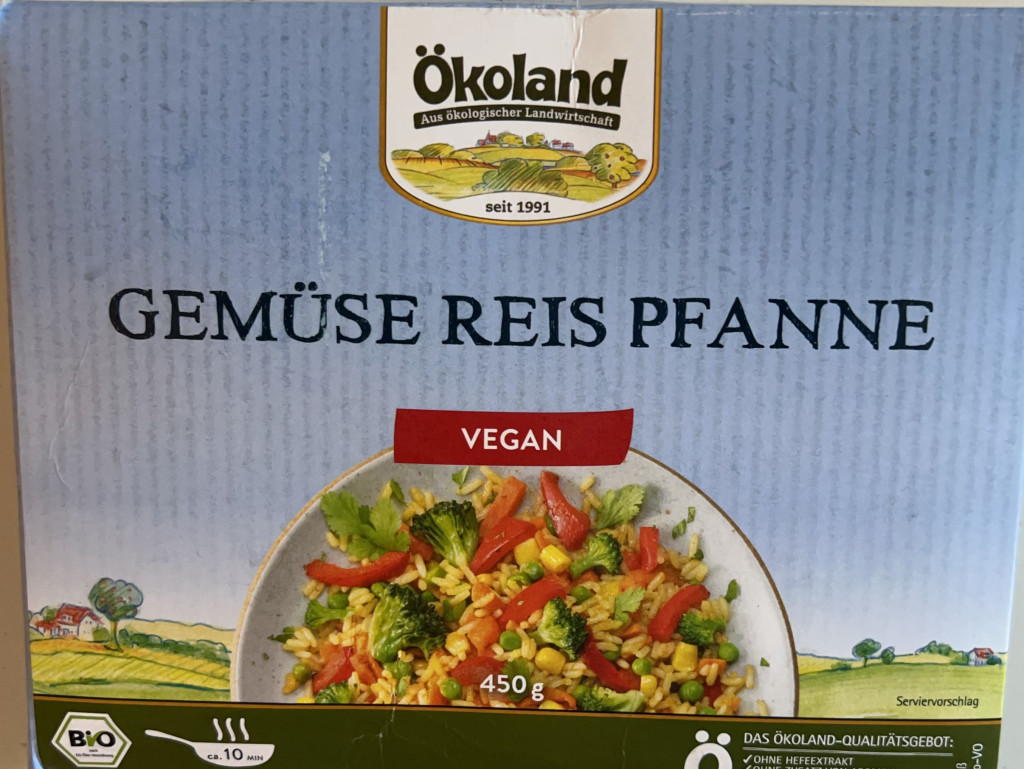 Ökoland
Aus ökologischer Landwirtschaft
seit 1991
GEMÜSE REIS PFANNE
VEGAN
450 g
Serviervorschlag
BiO
nach
ca. 10 MIN
DAS ÖKOLAND-QUALITÄTSGEBOT:
✓OHNE HEFEEXTRAKT